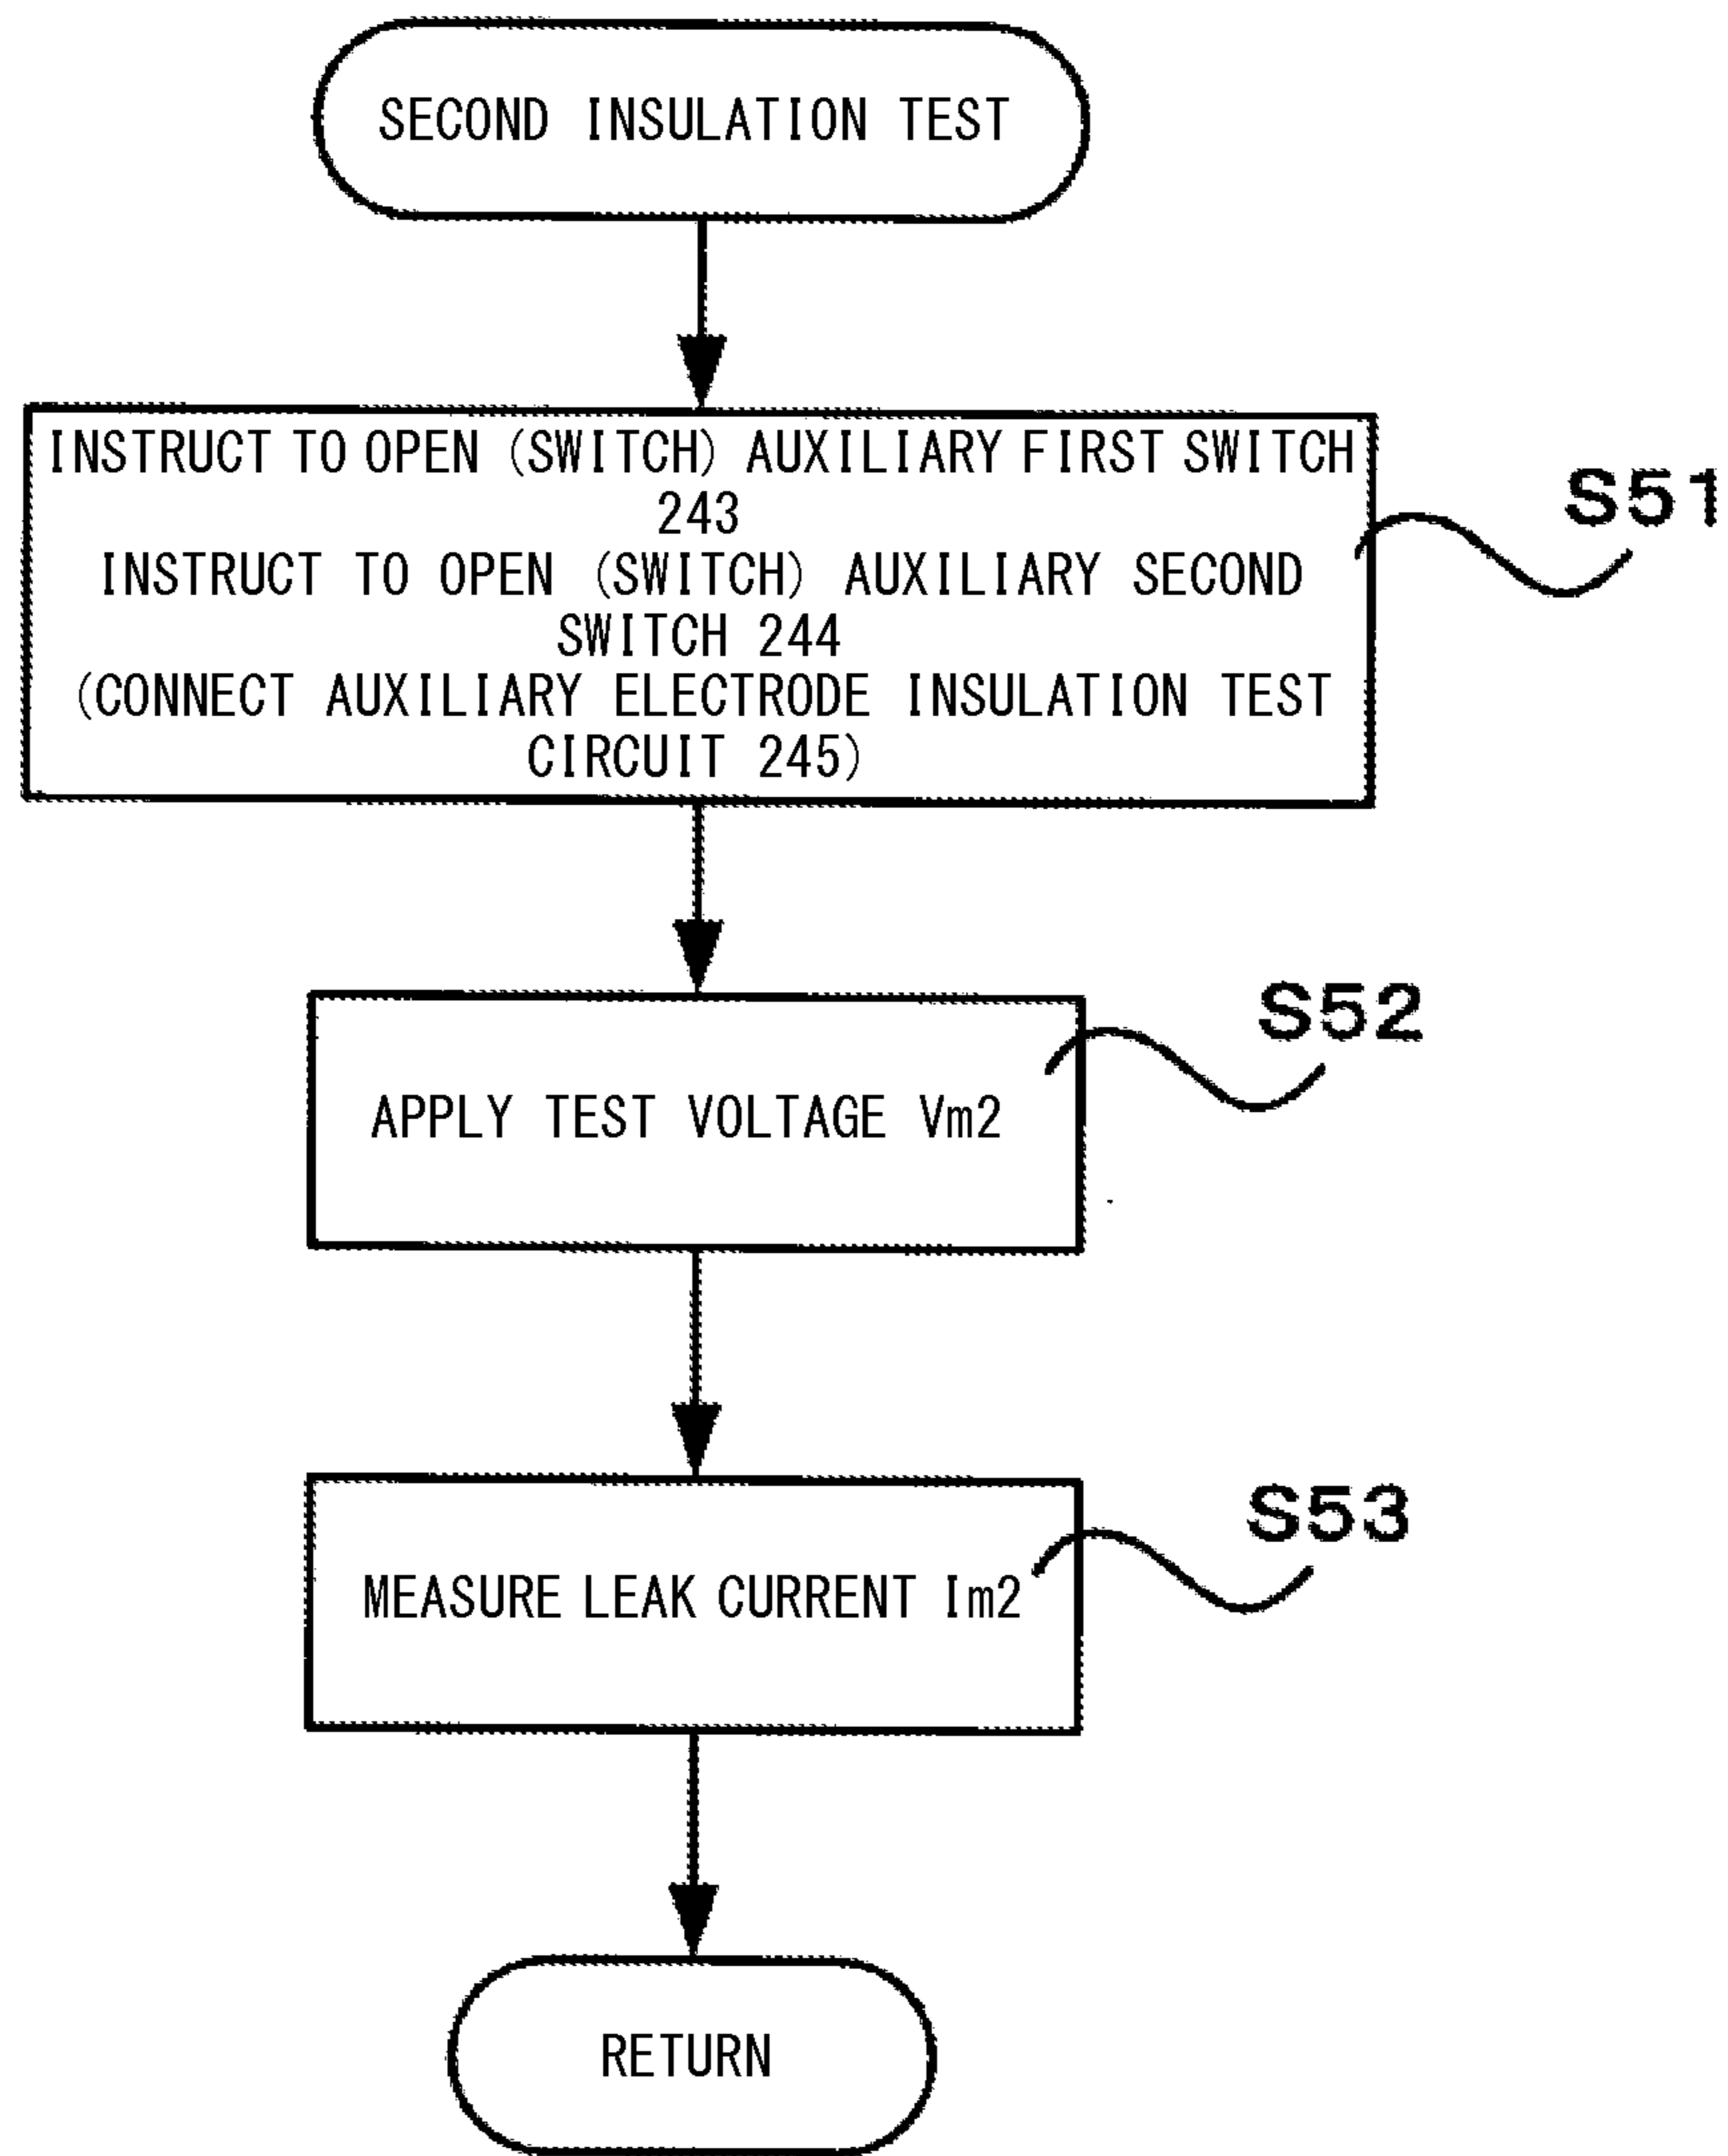 SECOND INSULATION TEST
INSTRUCT TO OPEN (SWITCH) AUXILIARY FIRST SWITCH
243
INSTRUCT TO OPEN (SWITCH) AUXILIARY SECOND
SWITCH 244
(CONNECT AUXILIARY ELECTRODE INSULATION TEST
CIRCUIT 245)
S51
APPLY TEST VOLTAGE Vm2
S52
MEASURE LEAK CURRENT Im2
S53
RETURN